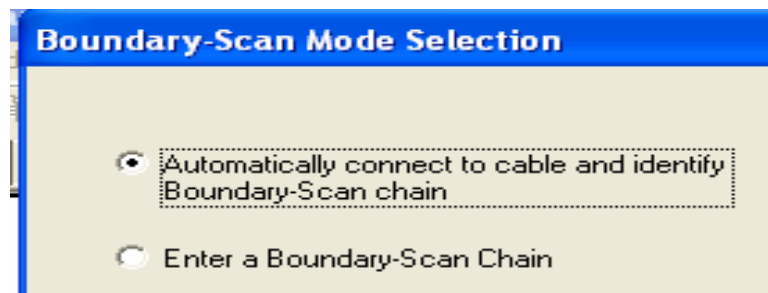 Boundary-Scan Mode Selection
Automatically connect to cable and identify
Boundary-Scan chain
Enter a Boundary-Scan Chain